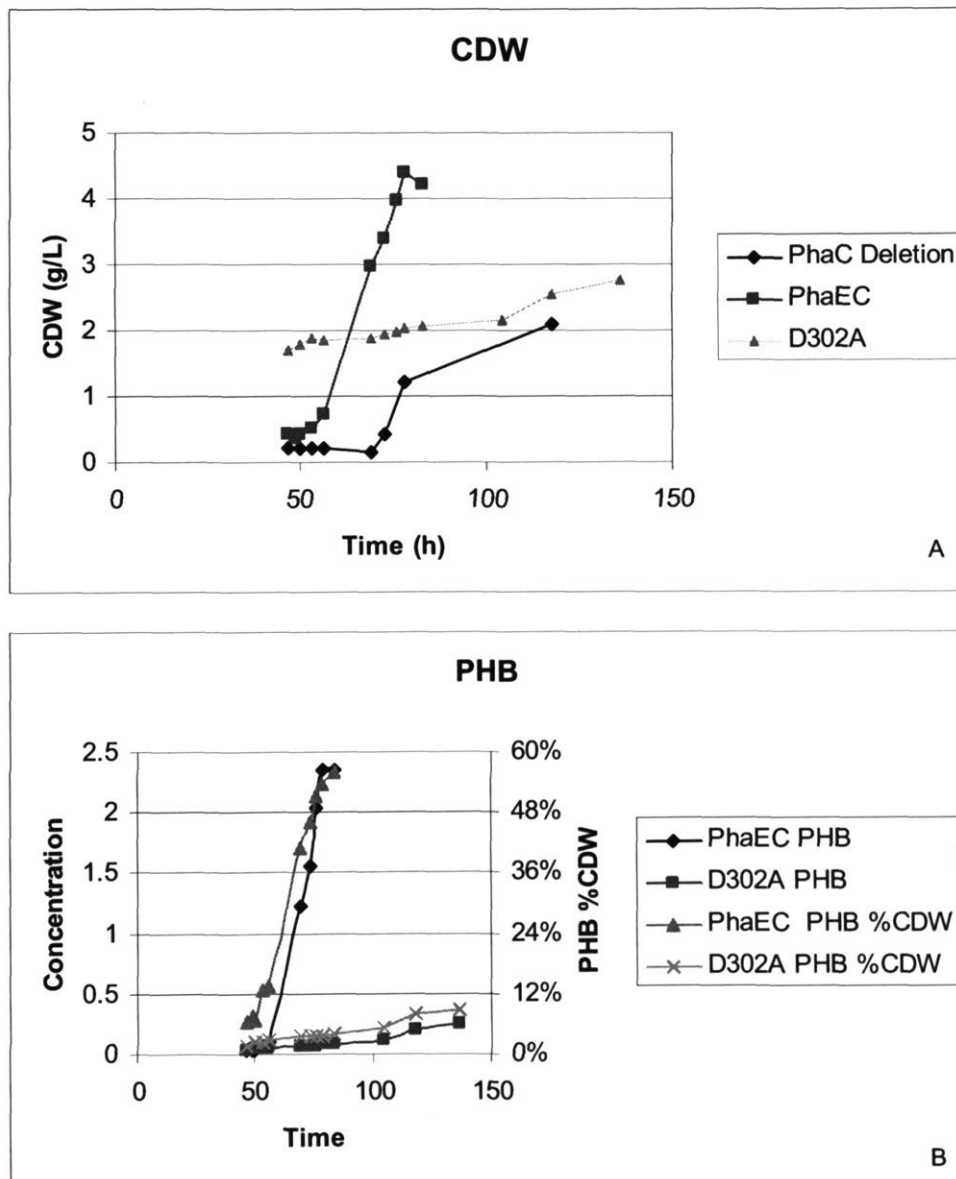 CDW
5
4
3
2
1
0
CDW (g/L)
0 50 100 150
Time (h)
PhaC Deletion
PhaEC
D302A
A
PHB
2.5
2
1.5
1
0.5
0
Concentration
60%
48%
36%
24%
12%
0%
PHB %CDW
0 50 100 150
Time
PhaEC PHB
D302A PHB
PhaEC PHB %CDW
D302A PHB %CDW
B